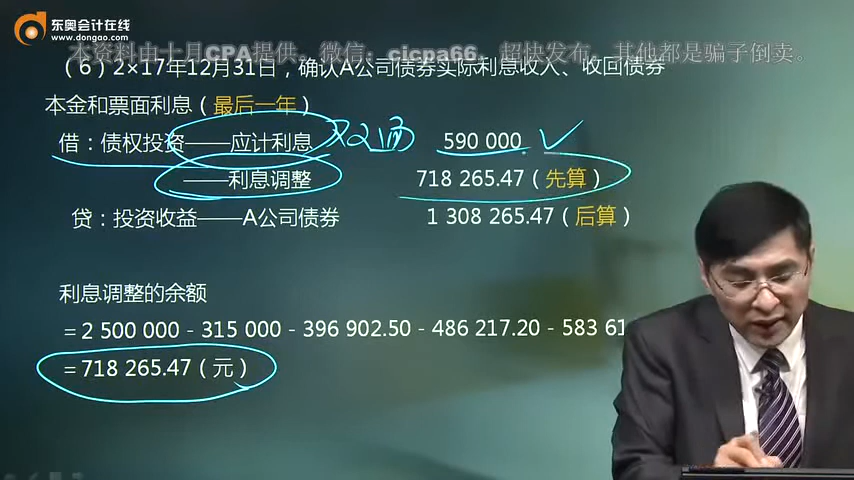 东奥会计在线
www.dongao.com
本资料由十月CPA提供，微信：cicpa66，超快发布，其他都是骗子倒卖。
（6）2×17年12月31日，确认A公司债券实际利息收入、收回债券
本金和票面利息（最后一年）
借：债权投资——应计利息 590 000
——利息调整 718 265.47（先算）
贷：投资收益——A公司债券 1 308 265.47（后算）
利息调整的余额
＝2 500 000－315 000－396 902.50－486 217.20－583 61
＝718 265.47（元）